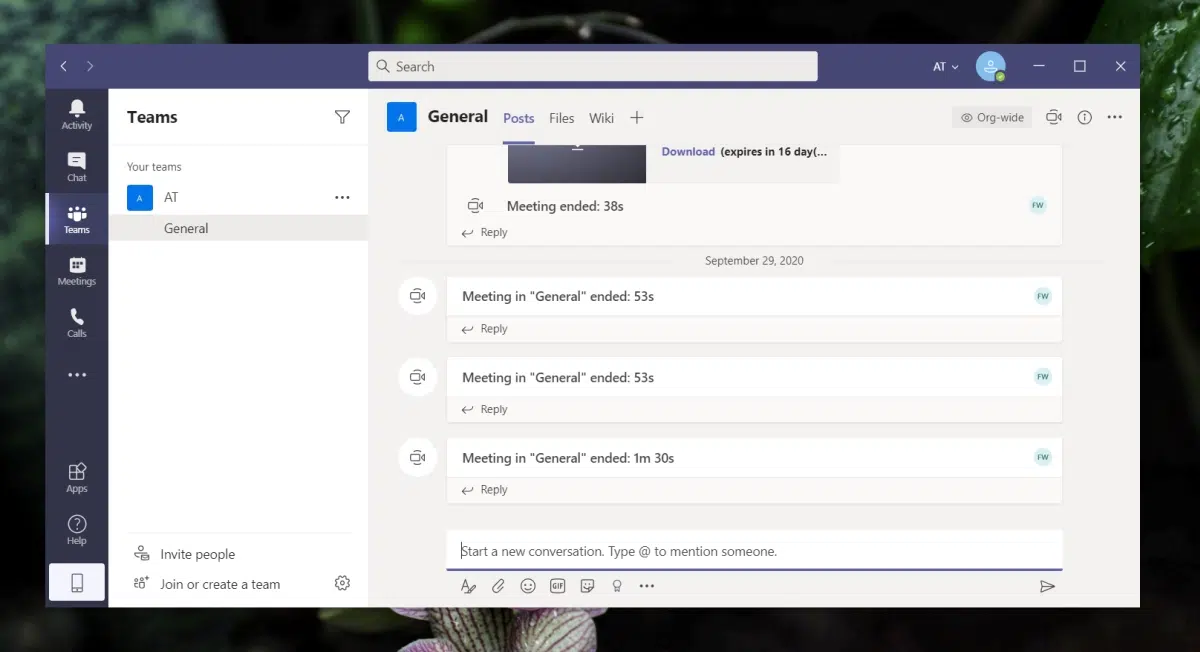 Search
AT
Activity
Chat
Teams
Meetings
Calls
Apps
Help
Teams
Your teams
A
AT
General
Invite people
Join or create a team
A
General
Posts
Files
Wiki
Org-wide
Download (expires in 16 day(...
Meeting ended: 38s
FW
Reply
September 29, 2020
Meeting in "General" ended: 53s
FW
Reply
Meeting in "General" ended: 53s
FW
Reply
Meeting in "General" ended: 1m 30s
FW
Reply
Start a new conversation. Type @ to mention someone.
GIF